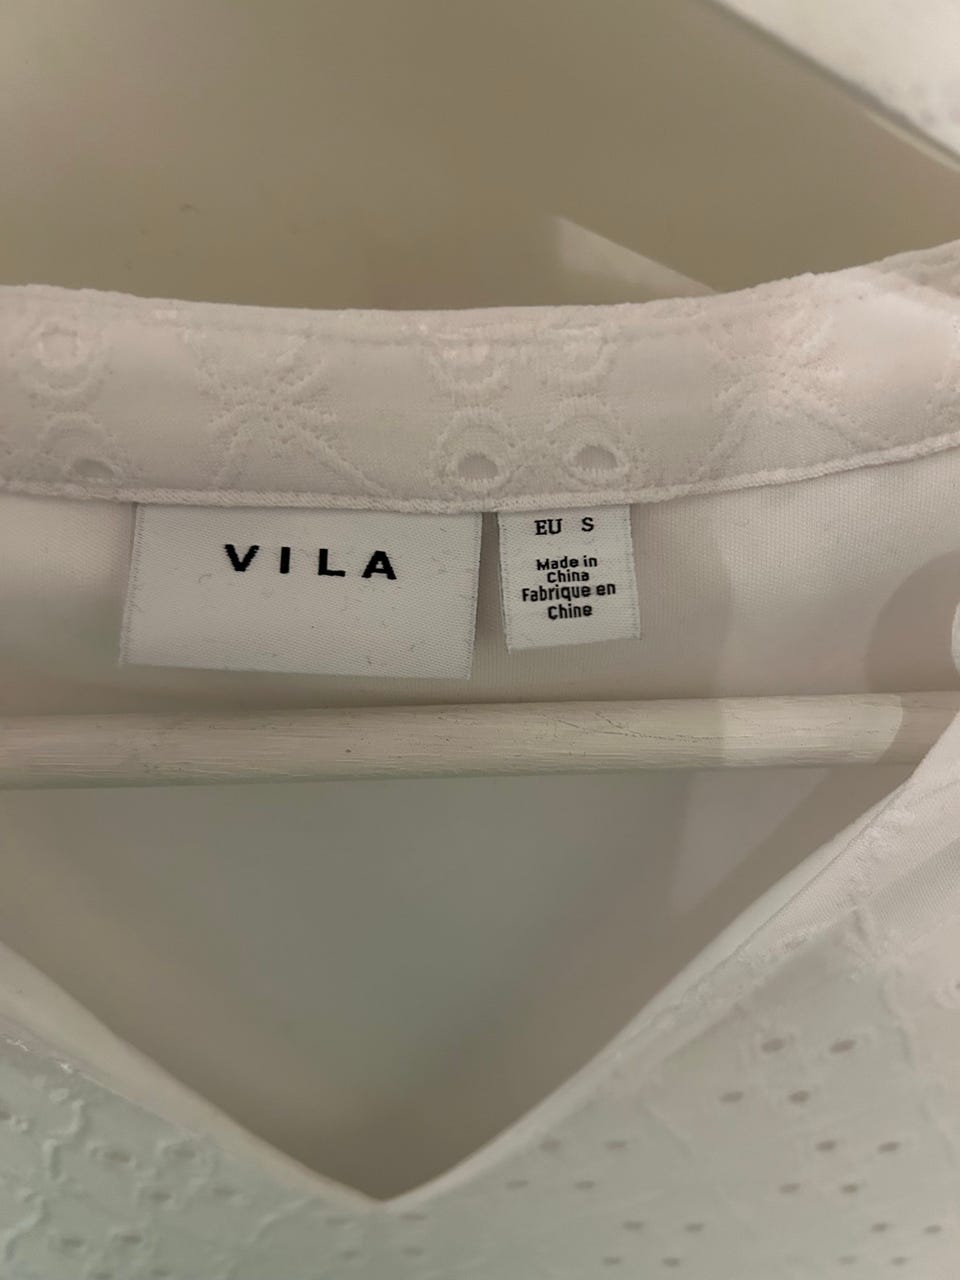 VILA
EU S
Made in
China
Fabrique en
Chine